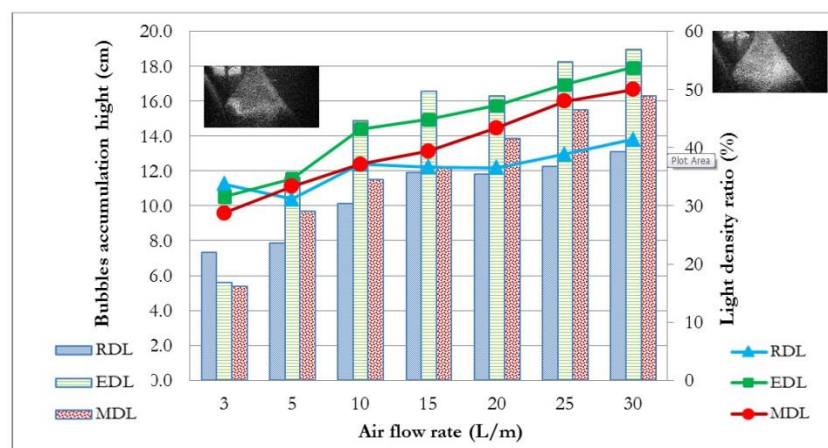 Bubbles accumulation hight (cm)
20.0
18.0
16.0
14.0
12.0
10.0
8.0
6.0
4.0
2.0
0.0
60
50
40
30
20
10
0
Light density ratio (%)
Plot Area
RDL
EDL
MDL
RDL
EDL
MDL
3 5 10 15 20 25 30
Air flow rate (L/m)